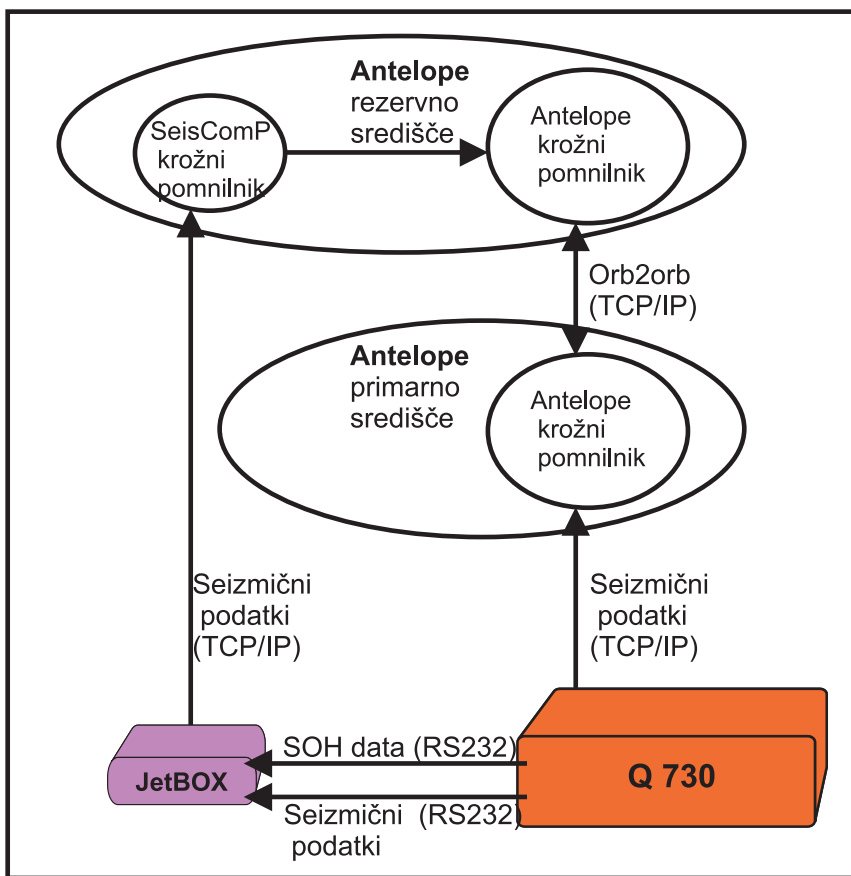 Antelope
rezervno
središče
SeisComP
krožni
pomnilnik
Antelope
krožni
pomnilnik
Orb2orb
(TCP/IP)
Antelope
primarno
središče
Antelope
krožni
pomnilnik
Seizmični
podatki
(TCP/IP)
Seizmični
podatki
(TCP/IP)
SOH data (RS232)
JetBOX
Q 730
Seizmični (RS232)
podatki